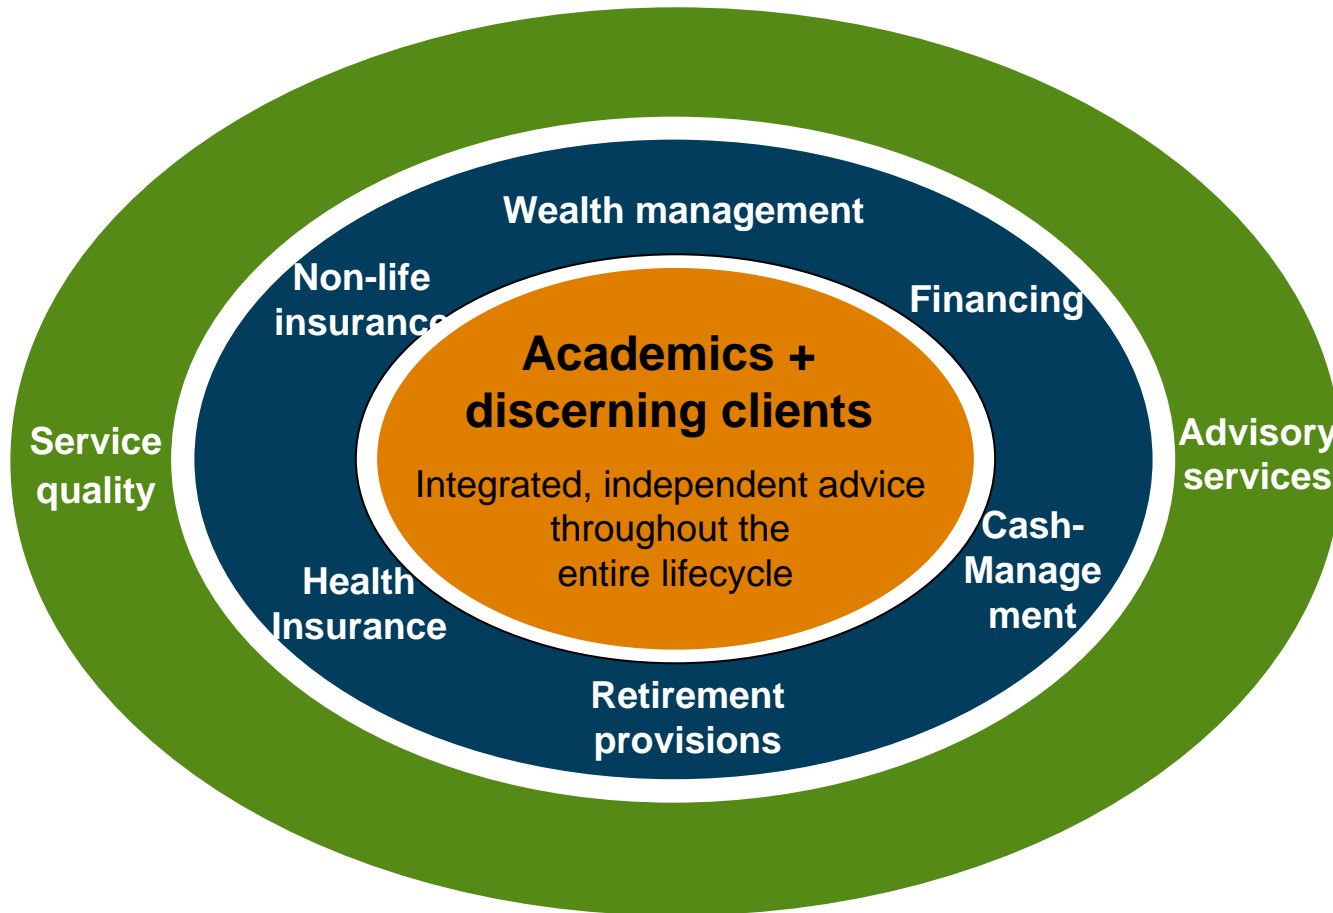 Wealth management
Non-life
insurance
Financing
Academics +
discerning clients
Integrated, independent advice
throughout the
entire lifecycle
Service
quality
Advisory
services
Cash-
Manage
ment
Health
Insurance
Retirement
provisions